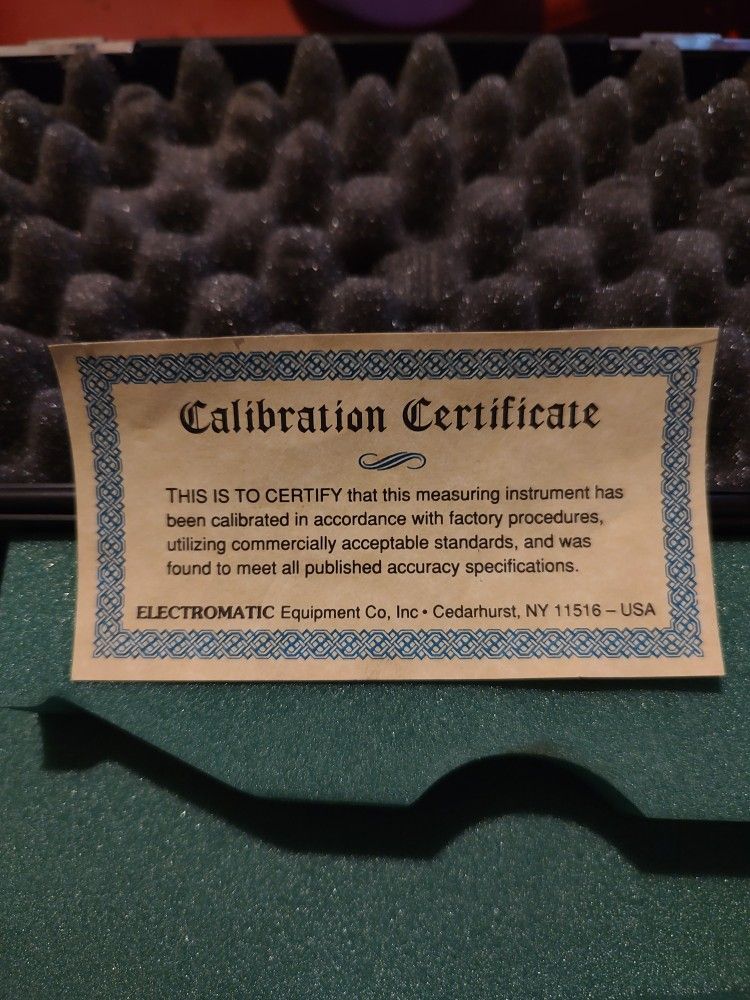 Calibration Certificate
THIS IS TO CERTIFY that this measuring instrument has
been calibrated in accordance with factory procedures,
utilizing commercially acceptable standards, and was
found to meet all published accuracy specifications.
ELECTROMATIC Equipment Co, Inc • Cedarhurst, NY 11516 – USA